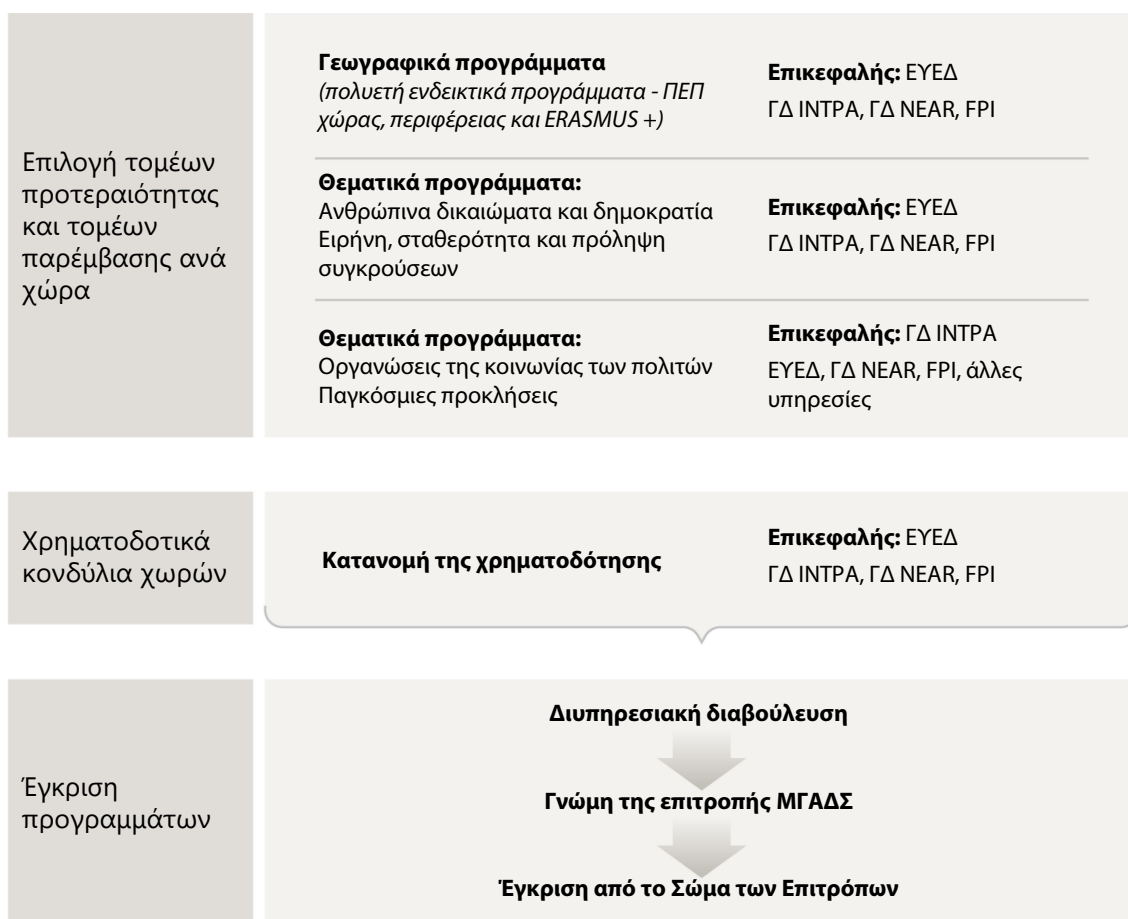 Επιλογή τομέων
προτεραιότητας
και τομέων
παρέμβασης ανά
χώρα
Γεωγραφικά προγράμματα
(πολυετή ενδεικτικά προγράμματα - ΠΕΠ
χώρας, περιφέρειας και ERASMUS +)
Επικεφαλής: ΕΥΕΔ
ΓΔ INTPA, ΓΔ NEAR, FPI
Θεματικά προγράμματα:
Ανθρώπινα δικαιώματα και δημοκρατία
Ειρήνη, σταθερότητα και πρόληψη
συγκρούσεων
Επικεφαλής: ΕΥΕΔ
ΓΔ INTPA, ΓΔ NEAR, FPI
Θεματικά προγράμματα:
Οργανώσεις της κοινωνίας των πολιτών
Παγκόσμιες προκλήσεις
Επικεφαλής: ΓΔ INTPA
ΕΥΕΔ, ΓΔ NEAR, FPI, άλλες
υπηρεσίες
Χρηματοδοτικά
κονδύλια χωρών
Κατανομή της χρηματοδότησης
Επικεφαλής: ΕΥΕΔ
ΓΔ INTPA, ΓΔ NEAR, FPI
Έγκριση
προγραμμάτων
Διυπηρεσιακή διαβούλευση
Γνώμη της επιτροπής ΜΓΑΔΣ
Έγκριση από το Σώμα των Επιτρόπων